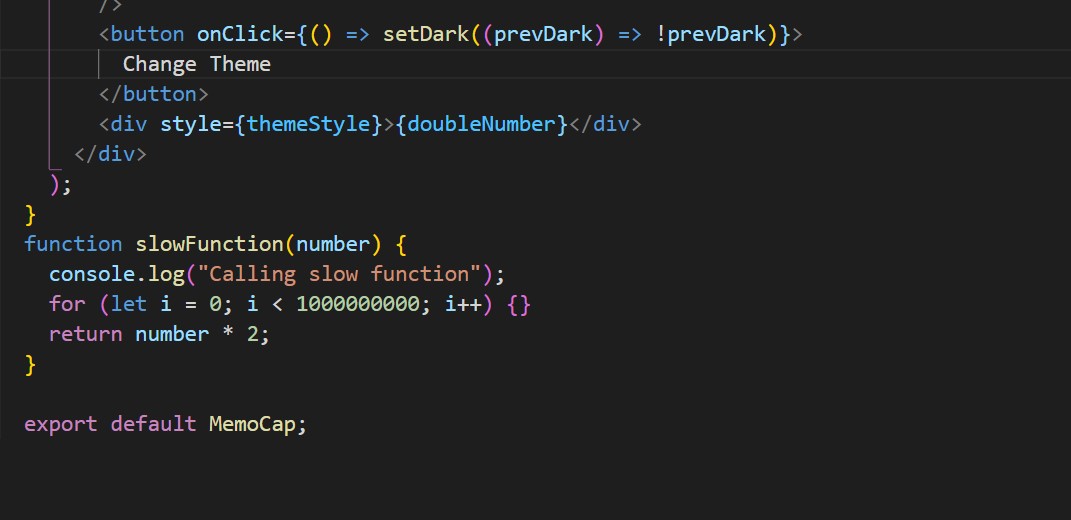 />
<button onClick={() => setDark((prevDark) => !prevDark)}>
Change Theme
</button>
<div style={themeStyle}>{doubleNumber}</div>
</div>
);
}
function slowFunction(number) {
console.log("Calling slow function");
for (let i = 0; i < 1000000000; i++) {}
return number * 2;
}
export default MemoCap;